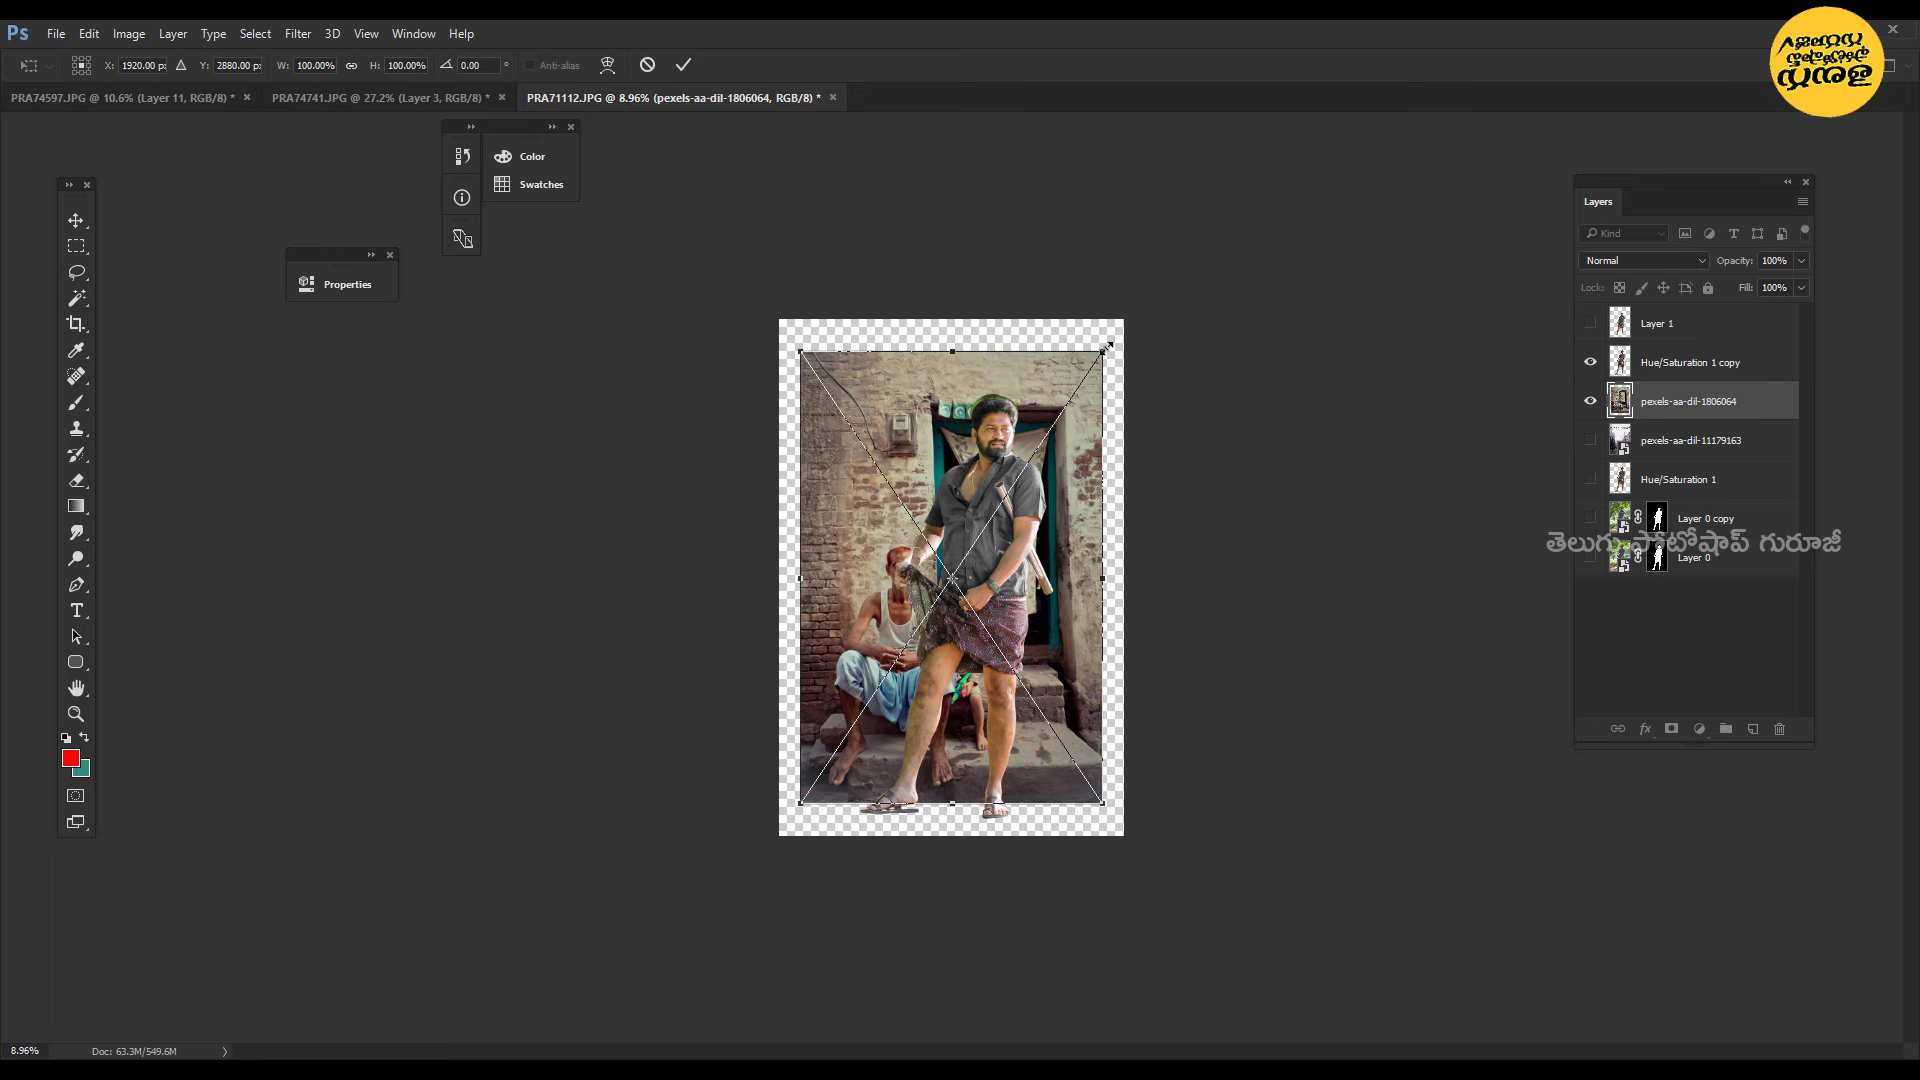 Ps File Edit Image Layer Type Select Filter 3D View Window Help
X: 1920.00 p Y: 2880.00 px W: 100.00% H: 100.00% 0.00 ° Anti-alias
PRA74597.JPG @ 10.6% (Layer 11, RGB/8) * PRA74741.JPG @ 27.2% (Layer 3, RGB/8) * PRA71112.JPG @ 8.96% (pexels-aa-dil-1806064, RGB/8) *
Color
Swatches
Properties
Layers
Kind
Normal Opacity: 100%
Lock: Fill: 100%
Layer 1
Hue/Saturation 1 copy
pexels-aa-dil-1806064
pexels-aa-dil-11179163
Hue/Saturation 1
Layer 0 copy
తెలుగు ఫోటోషాప్ గురూజీ
Layer 0
8.96% Doc: 63.3M/549.6M